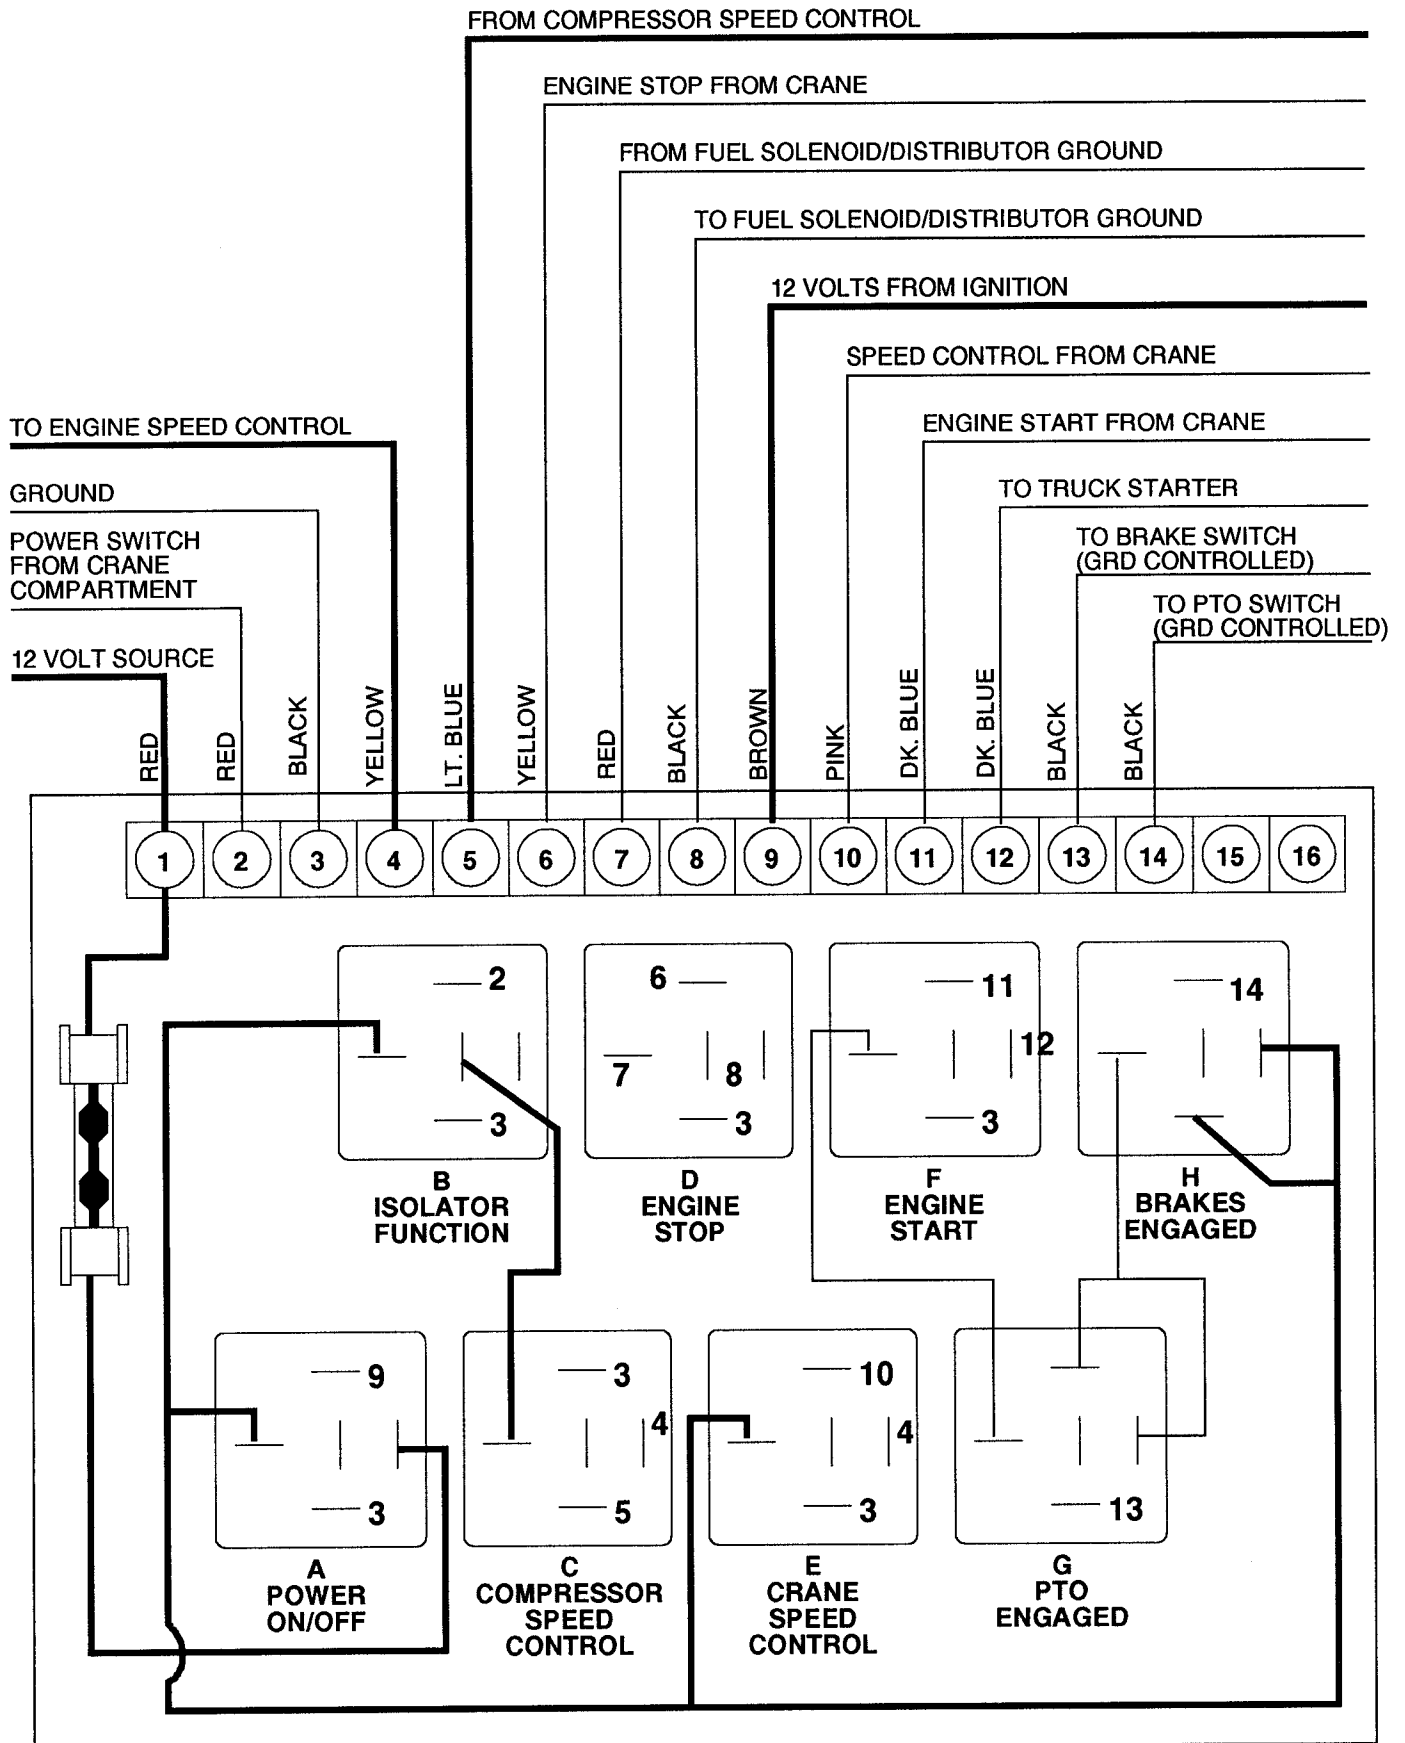 FROM COMPRESSOR SPEED CONTROL
ENGINE STOP FROM CRANE
FROM FUEL SOLENOID/DISTRIBUTOR GROUND
TO FUEL SOLENOID/DISTRIBUTOR GROUND
12 VOLTS FROM IGNITION
SPEED CONTROL FROM CRANE
ENGINE START FROM CRANE
TO TRUCK STARTER
TO BRAKE SWITCH
(GRD CONTROLLED)
TO PTO SWITCH
(GRD CONTROLLED)
TO ENGINE SPEED CONTROL
GROUND
POWER SWITCH
FROM CRANE
COMPARTMENT
12 VOLT SOURCE
RED
RED
BLACK
YELLOW
LT. BLUE
YELLOW
RED
BLACK
BROWN
PINK
DK. BLUE
DK. BLUE
BLACK
BLACK
1 2 3 4 5 6 7 8 9 10 11 12 13 14 15 16
2
3
B
ISOLATOR
FUNCTION
6
7
8
3
D
ENGINE
STOP
11
12
3
F
ENGINE
START
14
H
BRAKES
ENGAGED
9
3
A
POWER
ON/OFF
3
4
5
C
COMPRESSOR
SPEED
CONTROL
10
4
3
E
CRANE
SPEED
CONTROL
13
G
PTO
ENGAGED